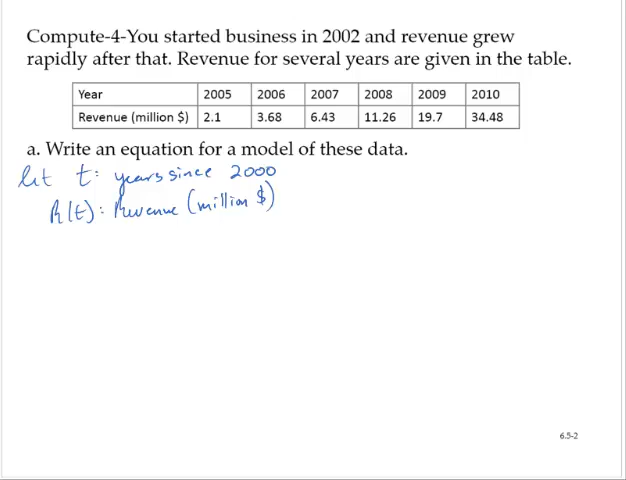 Compute-4-You started business in 2002 and revenue grew
rapidly after that. Revenue for several years are given in the table.
Year 2005 2006 2007 2008 2009 2010
Revenue (million $) 2.1 3.68 6.43 11.26 19.7 34.48
a. Write an equation for a model of these data.
let t: years since 2000
R(t): Revenue (million $)
6.5-2